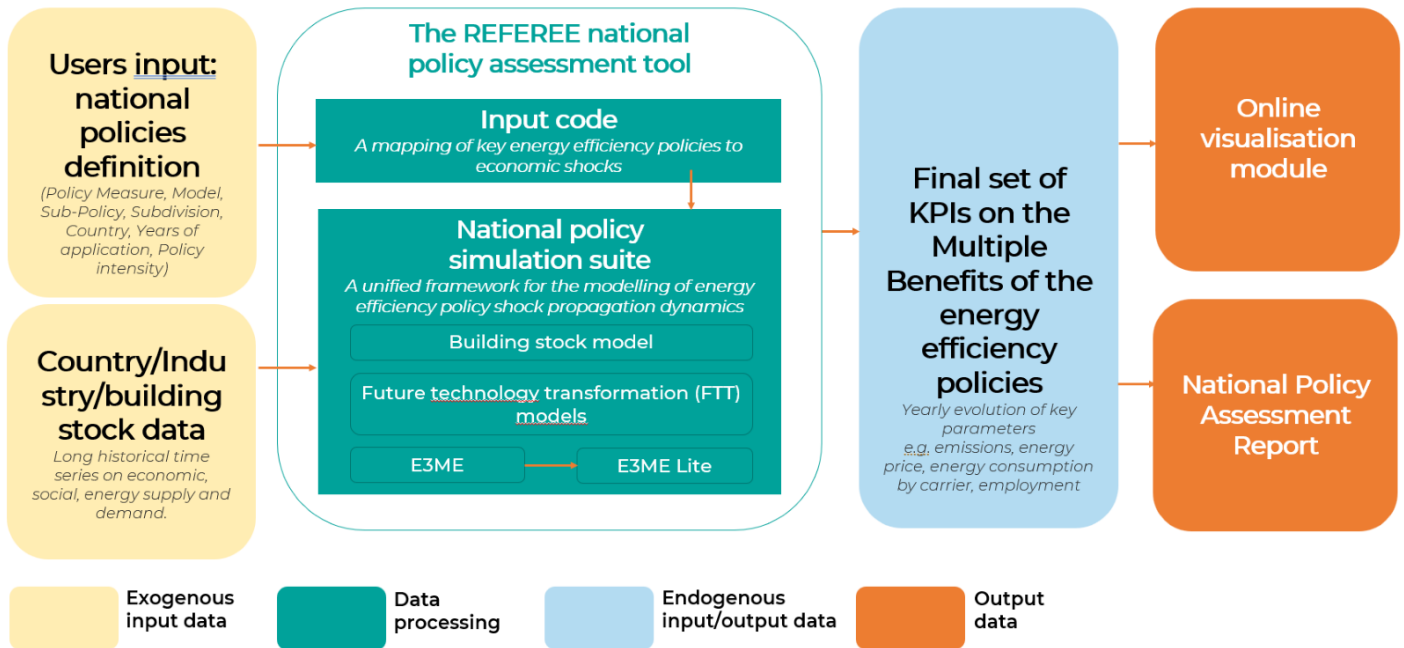 Users input:
national
policies
definition
(Policy Measure, Model,
Sub-Policy, Subdivision,
Country, Years of
application, Policy
intensity)
Country/Indu
stry/building
stock data
Long historical time
series on economic,
social, energy supply and
demand.
The REFEREE national
policy assessment tool
Input code
A mapping of key energy efficiency policies to
economic shocks
National policy
simulation suite
A unified framework for the modelling of energy
efficiency policy shock propagation dynamics
Building stock model
Future technology transformation (FTT)
models
E3ME
E3ME Lite
Final set of
KPIs on the
Multiple
Benefits of the
energy
efficiency
policies
Yearly evolution of key
parameters
e.g. emissions, energy
price, energy consumption
by carrier, employment
Online
visualisation
module
National Policy
Assessment
Report
Exogenous
input data
Data
processing
Endogenous
input/output data
Output
data